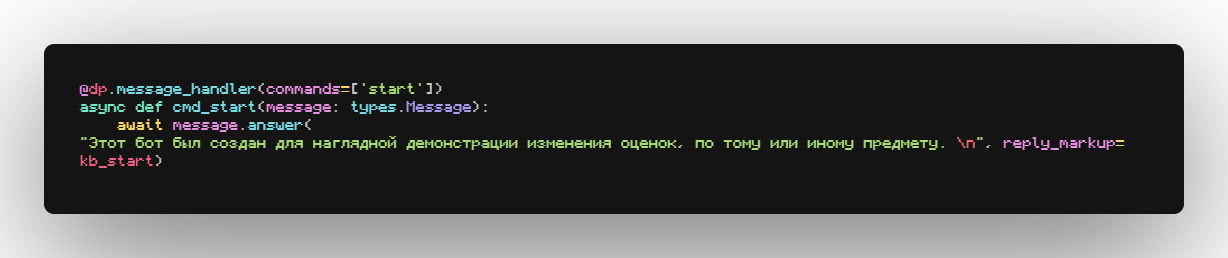 @dp.message_handler(commands=['start'])
async def cmd_start(message: types.Message):
    await message.answer(
"Этот бот был создан для наглядной демонстрации изменения оценок, по тому или иному предмету. \n", reply_markup=
kb_start)